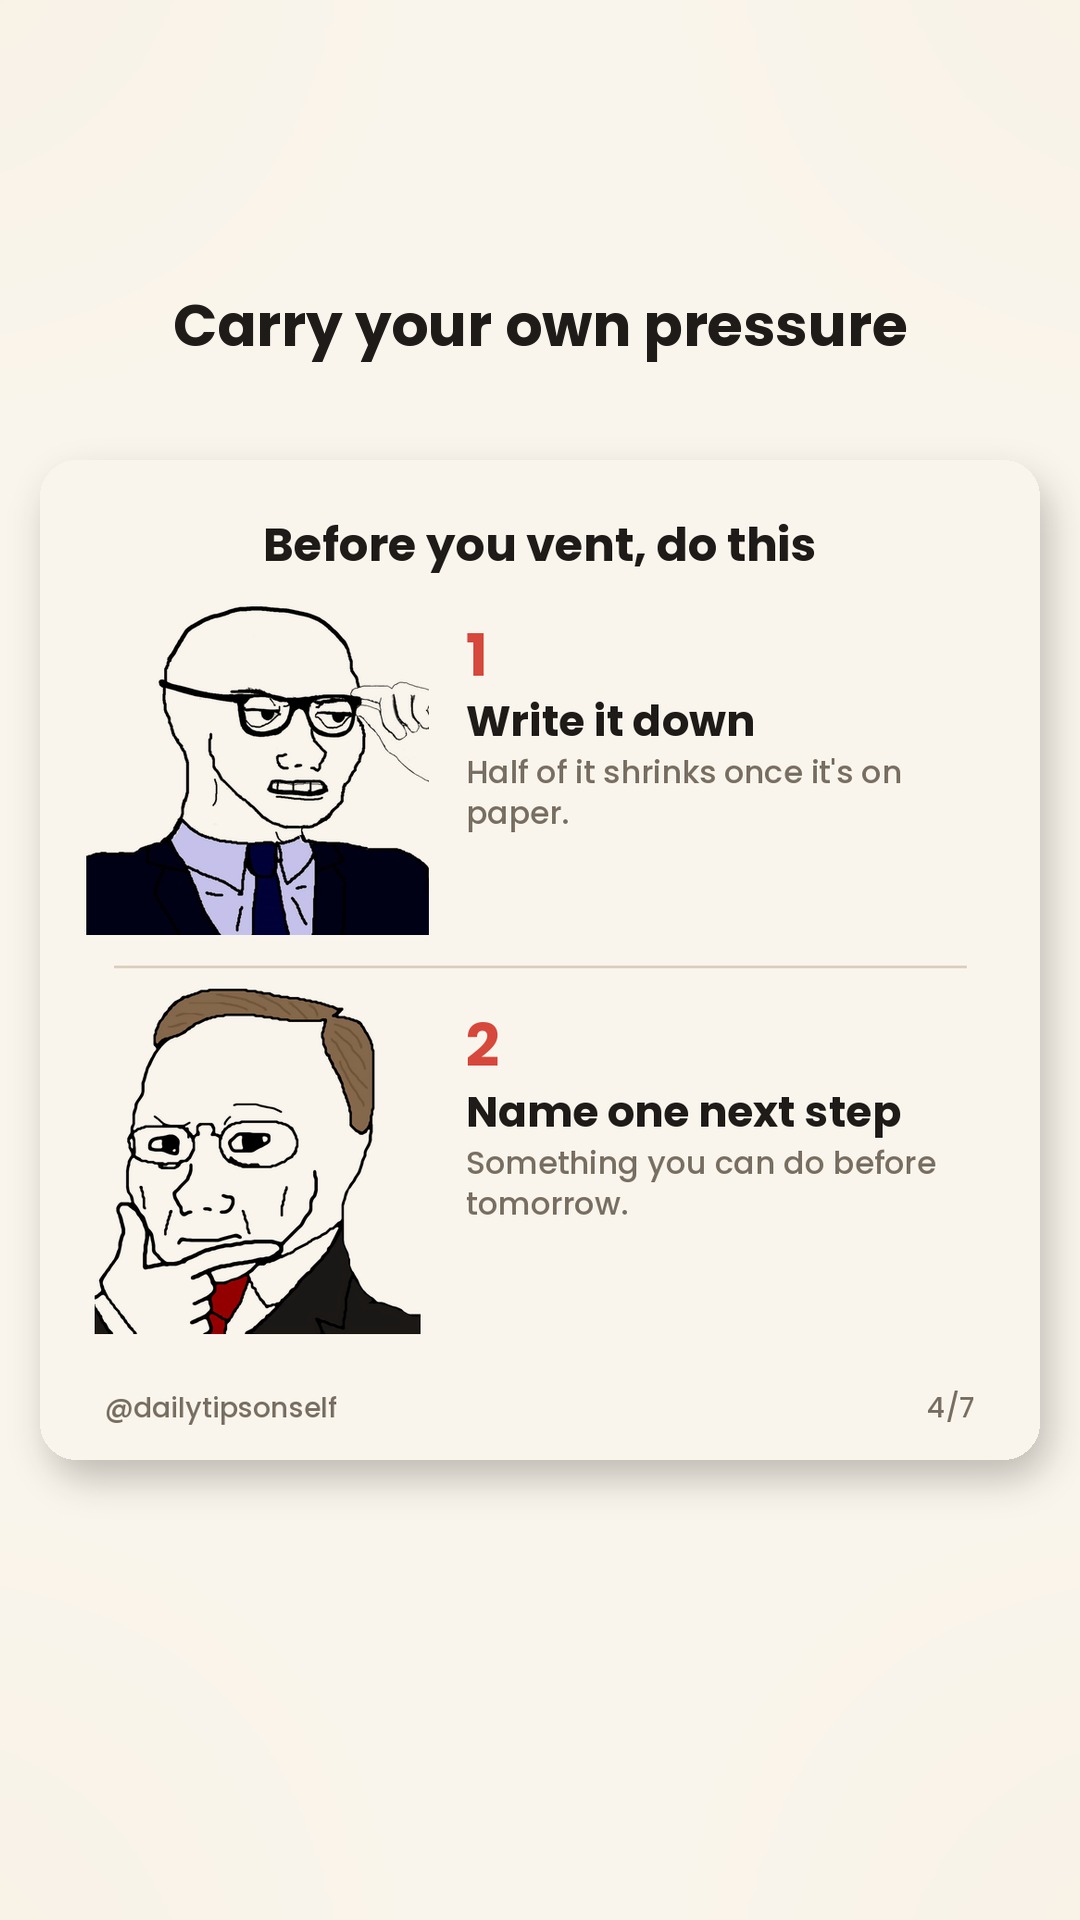 Carry your own pressure
Before you vent, do this
1
Write it down
Half of it shrinks once it's on
paper.
2
Name one next step
Something you can do before
tomorrow.
@dailytipsonself
4/7